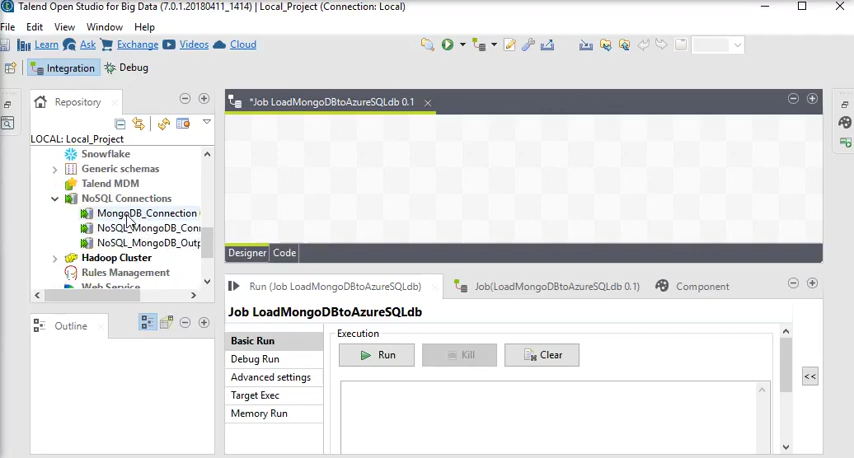 Talend Open Studio for Big Data (7.0.1.20180411_1414) | Local_Project (Connection: Local)
File Edit View Window Help
Learn Ask Exchange Videos Cloud
Integration Debug
Repository
LOCAL: Local_Project
Snowflake
Generic schemas
Talend MDM
NoSQL Connections
MongoDB_Connection
NoSQL_MongoDB_Con
NoSQL_MongoDB_Outp
Hadoop Cluster
Rules Management
Web Service
Outline
*Job LoadMongoDBtoAzureSQLdb 0.1
Designer Code
Run (Job LoadMongoDBtoAzureSQLdb) Job(LoadMongoDBtoAzureSQLdb 0.1) Component
Job LoadMongoDBtoAzureSQLdb
Basic Run
Debug Run
Advanced settings
Target Exec
Memory Run
Execution
Run Kill Clear
<<